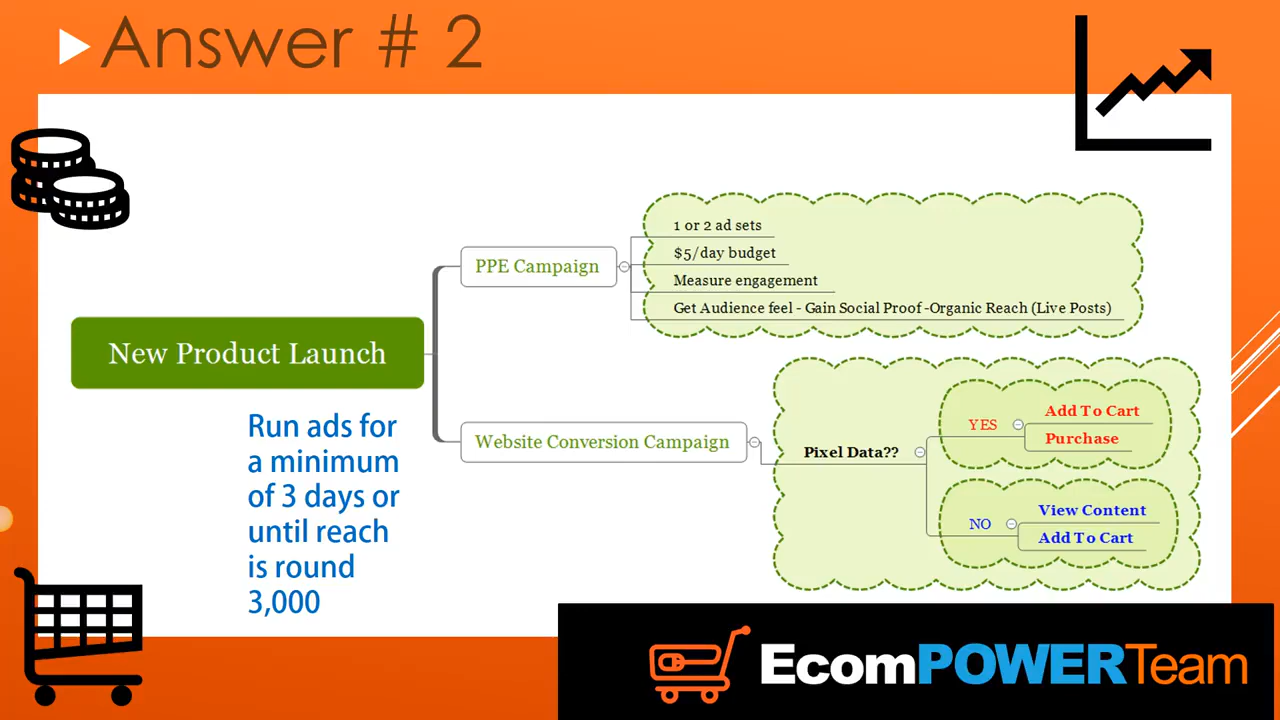 Answer # 2
1 or 2 ad sets
PPE Campaign
$5/day budget
Measure engagement
Get Audience feel - Gain Social Proof -Organic Reach (Live Posts)
New Product Launch
Run ads for
a minimum
of 3 days or
until reach
is round
3,000
Website Conversion Campaign
Pixel Data??
YES
Add To Cart
Purchase
NO
View Content
Add To Cart
EcomPOWERTeam